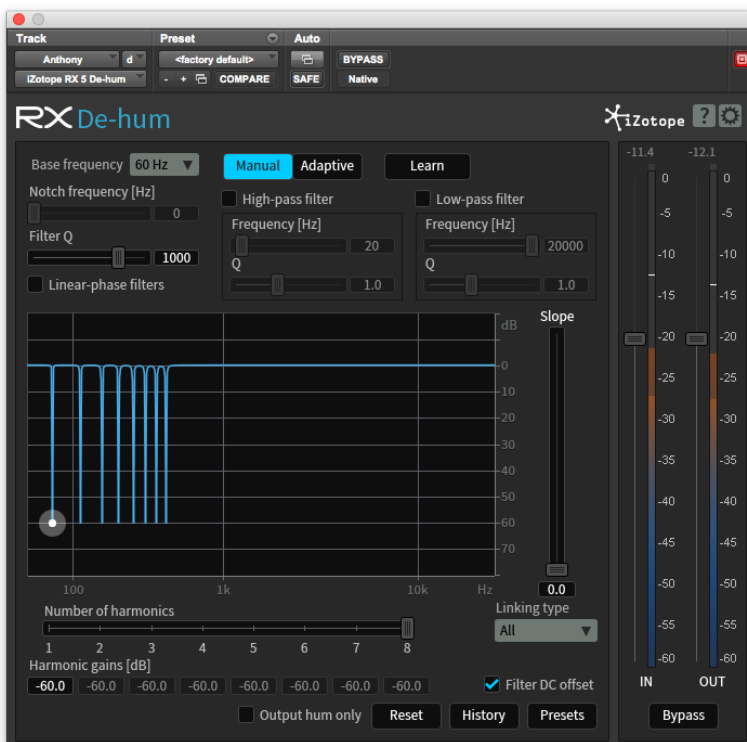 Track Preset Auto
Anthony d <factory default> BYPASS
iZotope RX 5 De-hum - + COMPARE SAFE Native
RX De-hum iZotope ?
Base frequency 60 Hz Manual Adaptive Learn
Notch frequency [Hz] High-pass filter Low-pass filter
0 Frequency [Hz] 20 Frequency [Hz] 20000
Filter Q 1000 Q 1.0 Q 1.0
Linear-phase filters
dB Slope
0
-10
-20
-30
-40
-50
-60
-70
100 1k 10k Hz 0.0
Number of harmonics Linking type
1 2 3 4 5 6 7 8 All
Harmonic gains [dB]
-60.0 -60.0 -60.0 -60.0 -60.0 -60.0 -60.0 -60.0 Filter DC offset
Output hum only Reset History Presets
-11.4 -12.1
0 0
-5 -5
-10 -10
-15 -15
-20 -20
-25 -25
-30 -30
-35 -35
-40 -40
-45 -45
-50 -50
-55 -55
-60 -60
IN OUT
Bypass